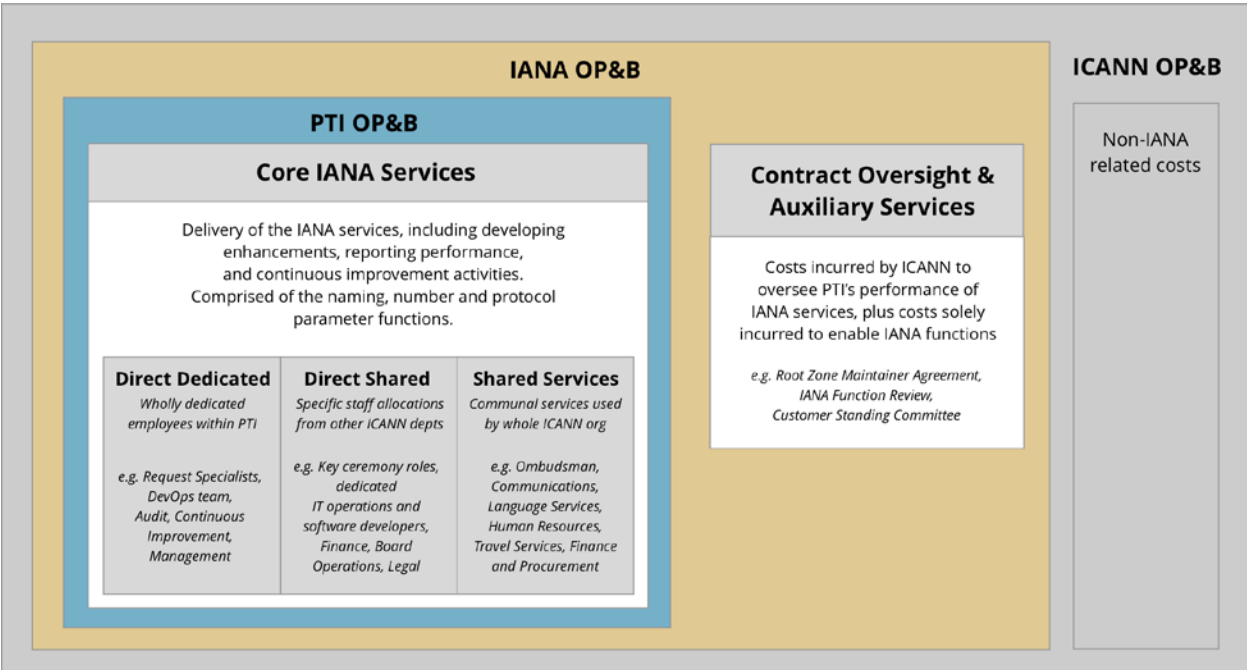 IANA OP&B
ICANN OP&B
PTI OP&B
Core IANA Services
Delivery of the IANA services, including developing
enhancements, reporting performance,
and continuous improvement activities.
Comprised of the naming, number and protocol
parameter functions.
Direct Dedicated
Wholly dedicated
employees within PTI
e.g. Request Specialists,
DevOps team,
Audit, Continuous
Improvement,
Management
Direct Shared
Specific staff allocations
from other ICANN depts
e.g. Key ceremony roles,
dedicated
IT operations and
software developers,
Finance, Board
Operations, Legal
Shared Services
Communal services used
by whole ICANN org
e.g. Ombudsman,
Communications,
Language Services,
Human Resources,
Travel Services, Finance
and Procurement
Contract Oversight &
Auxiliary Services
Costs incurred by ICANN to
oversee PTI's performance of
IANA services, plus costs solely
incurred to enable IANA functions
e.g. Root Zone Maintainer Agreement,
IANA Function Review,
Customer Standing Committee
Non-IANA
related costs